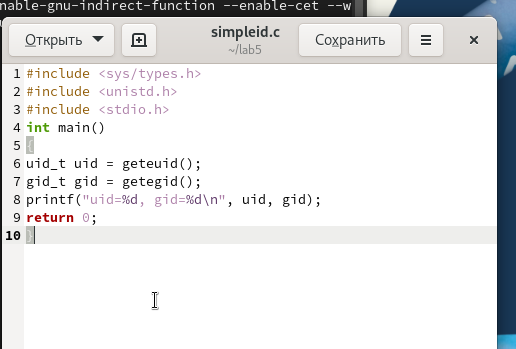 nable-gnu-indirect-function --enable-cet --w
Открыть
simpleid.c
~/lab5
Сохранить
1 #include <sys/types.h>
2 #include <unistd.h>
3 #include <stdio.h>
4 int main()
5 {
6 uid_t uid = geteuid();
7 gid_t gid = getegid();
8 printf("uid=%d, gid=%d\n", uid, gid);
9 return 0;
10 }